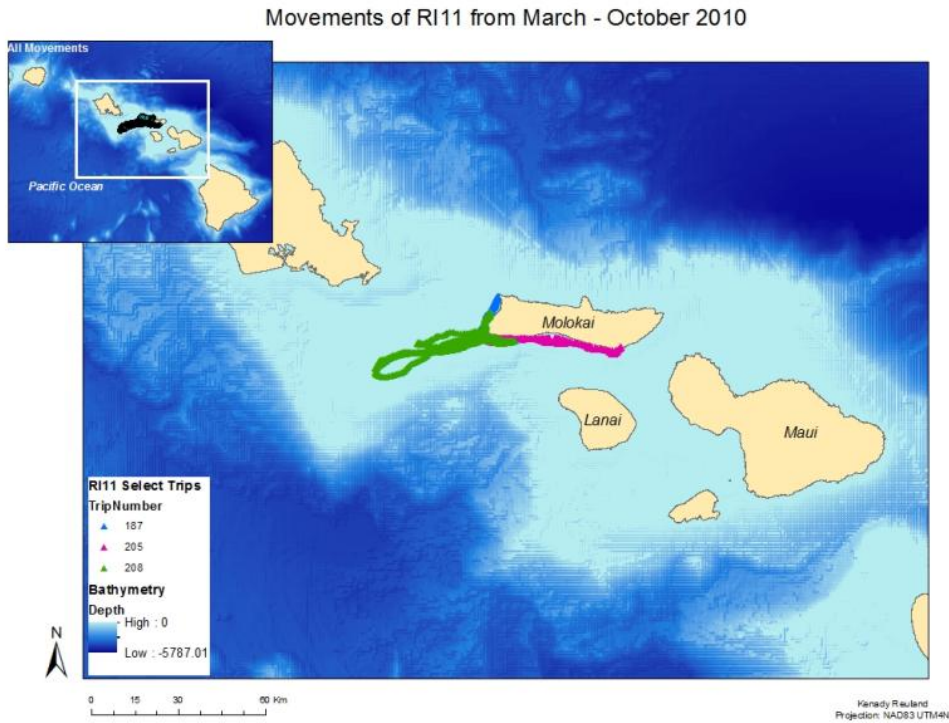 Movements of RI11 from March - October 2010
All Movements
Pacific Ocean
Molokai
Lanai
Maui
RI11 Select Trips
TripNumber
187
205
208
Bathymetry
Depth
High : 0
Low : -5787.01
N
0 15 30 60 Km
Kenady Reuland
Projection: NAD83 UTM4N